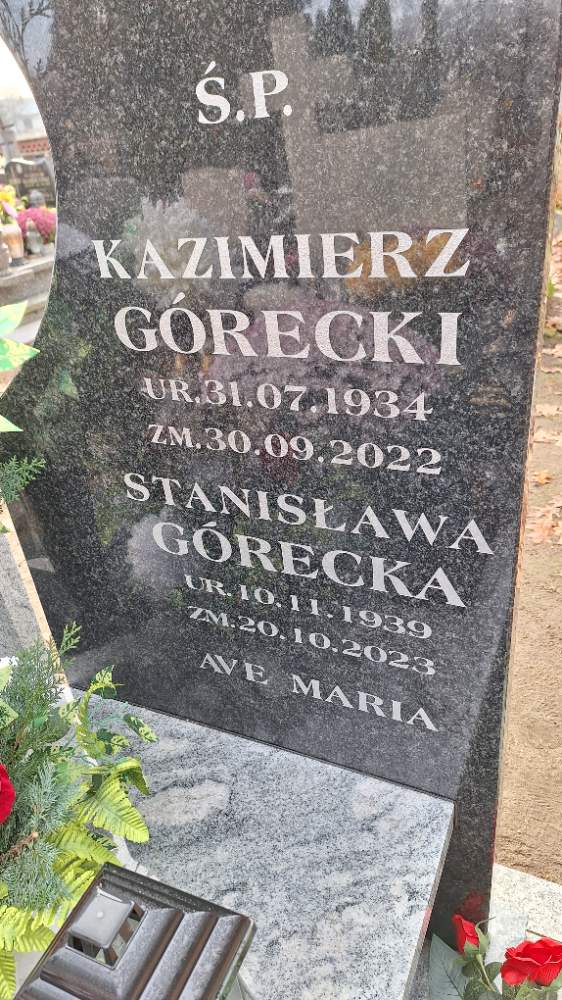 Ś.P.
KAZIMIERZ
GÓRECKI
UR.31.07.1934
ZM.30.09.2022
STANISŁAWA
GÓRECKA
UR.10.11.1939
ZM.20.10.2023
AVE MARIA